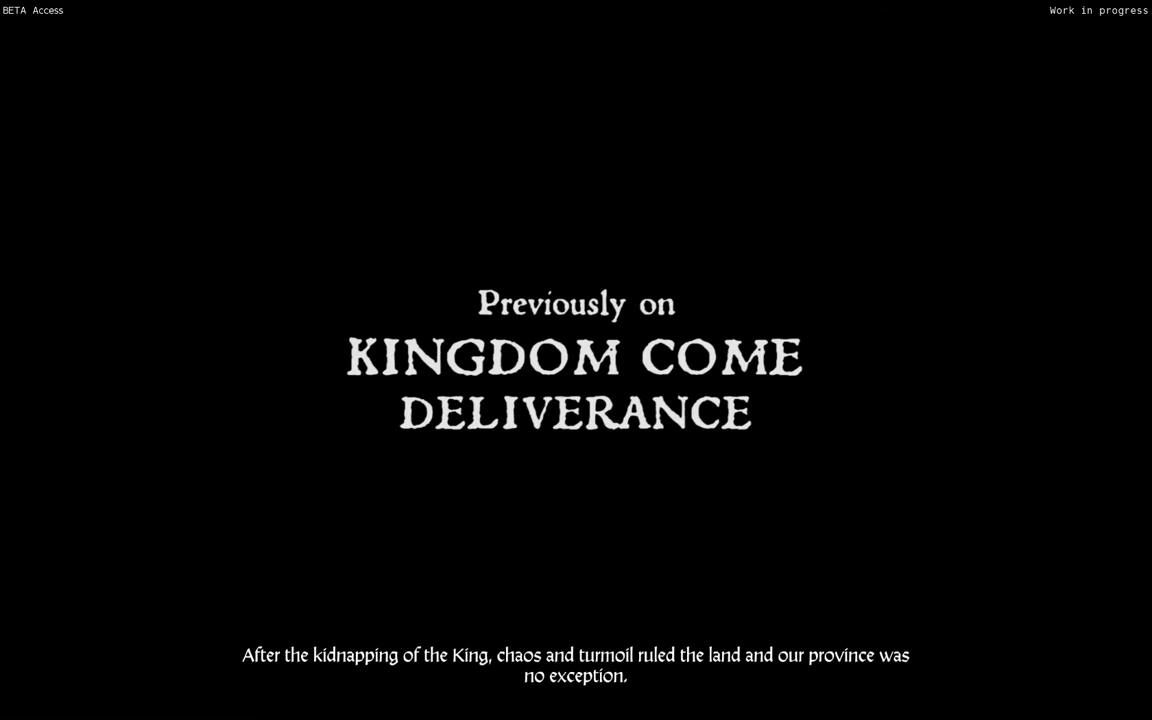 BETA Access
Work in progress
Previously on
KINGDOM COME
DELIVERANCE
After the kidnapping of the King, chaos and turmoil ruled the land and our province was
no exception.